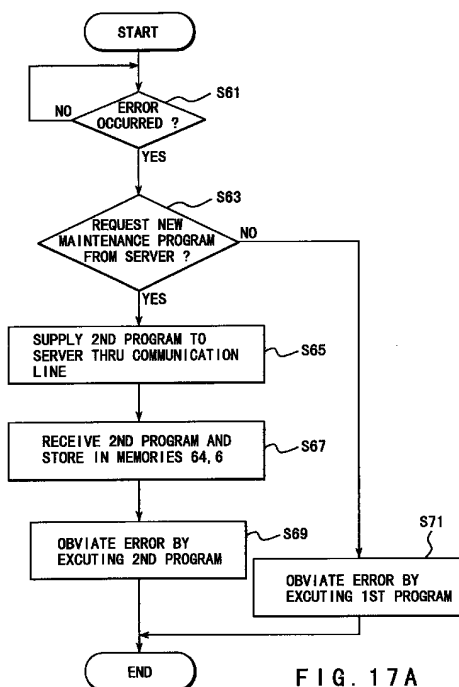 START
NO
ERROR
OCCURRED ?
S61
YES
S63
REQUEST NEW
MAINTENANCE PROGRAM
FROM SERVER ?
NO
YES
SUPPLY 2ND PROGRAM TO
SERVER THRU COMMUNICATION
LINE
S65
RECEIVE 2ND PROGRAM AND
STORE IN MEMORIES 64,6
S67
OBVIATE ERROR BY
EXCUTING 2ND PROGRAM
S69
S71
OBVIATE ERROR BY
EXCUTING 1ST PROGRAM
END
FIG. 17A